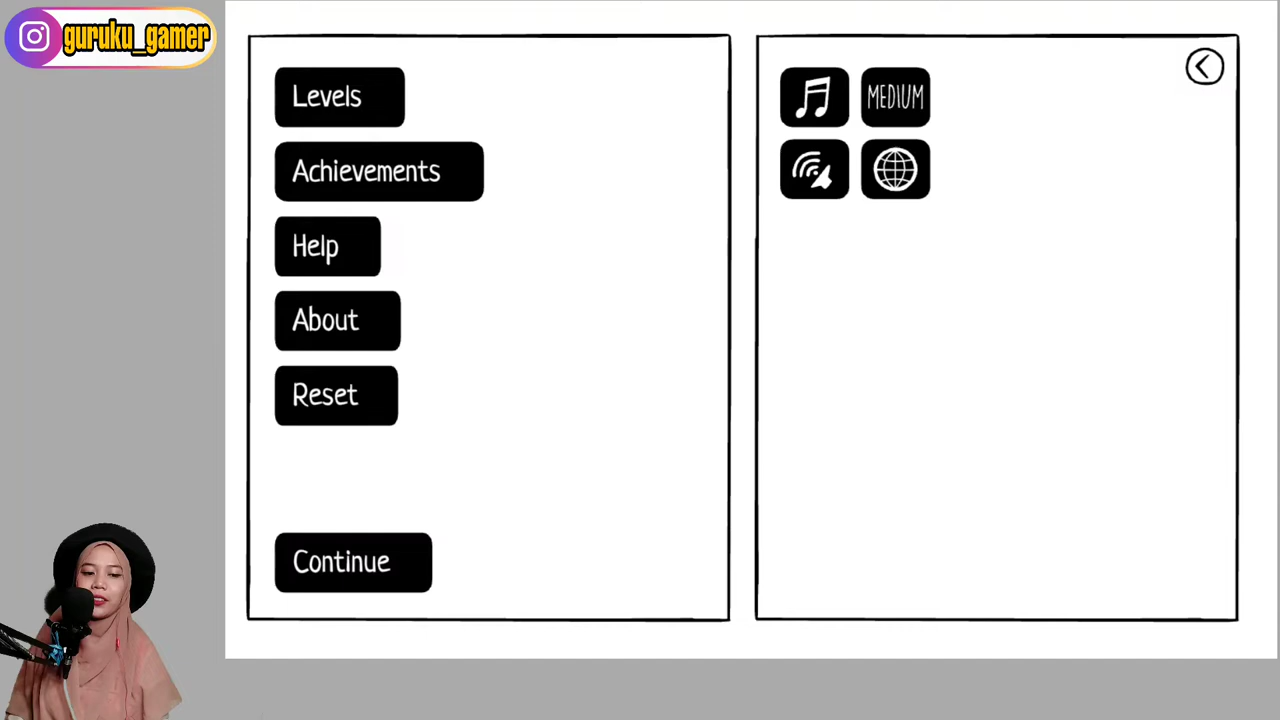 guruku_gamer
Levels
Achievements
Help
About
Reset
Continue
MEDIUM